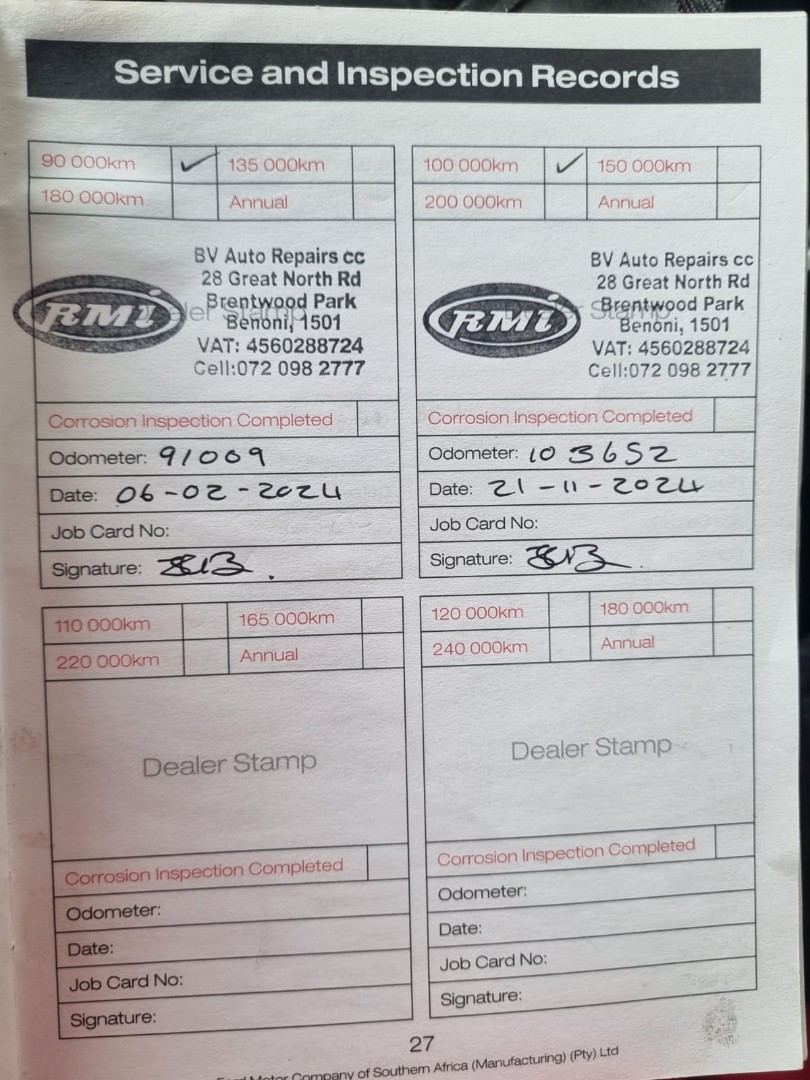 Service and Inspection Records
90 000km ✓ 135 000km
180 000km Annual
BV Auto Repairs cc
28 Great North Rd
RMi Brentwood Park
Benoni, 1501
VAT: 4560288724
Cell:072 098 2777
Corrosion Inspection Completed
Odometer: 91009
Date: 06-02-2024
Job Card No:
Signature:
100 000km ✓ 150 000km
200 000km Annual
BV Auto Repairs cc
28 Great North Rd
RMi Brentwood Park
Benoni, 1501
VAT: 4560288724
Cell:072 098 2777
Corrosion Inspection Completed
Odometer: 103652
Date: 21-11-2024
Job Card No:
Signature:
110 000km 165 000km
220 000km Annual
Dealer Stamp
Corrosion Inspection Completed
Odometer:
Date:
Job Card No:
Signature:
120 000km 180 000km
240 000km Annual
Dealer Stamp
Corrosion Inspection Completed
Odometer:
Date:
Job Card No:
Signature:
27
Motor Company of Southern Africa (Manufacturing) (Pty) Ltd